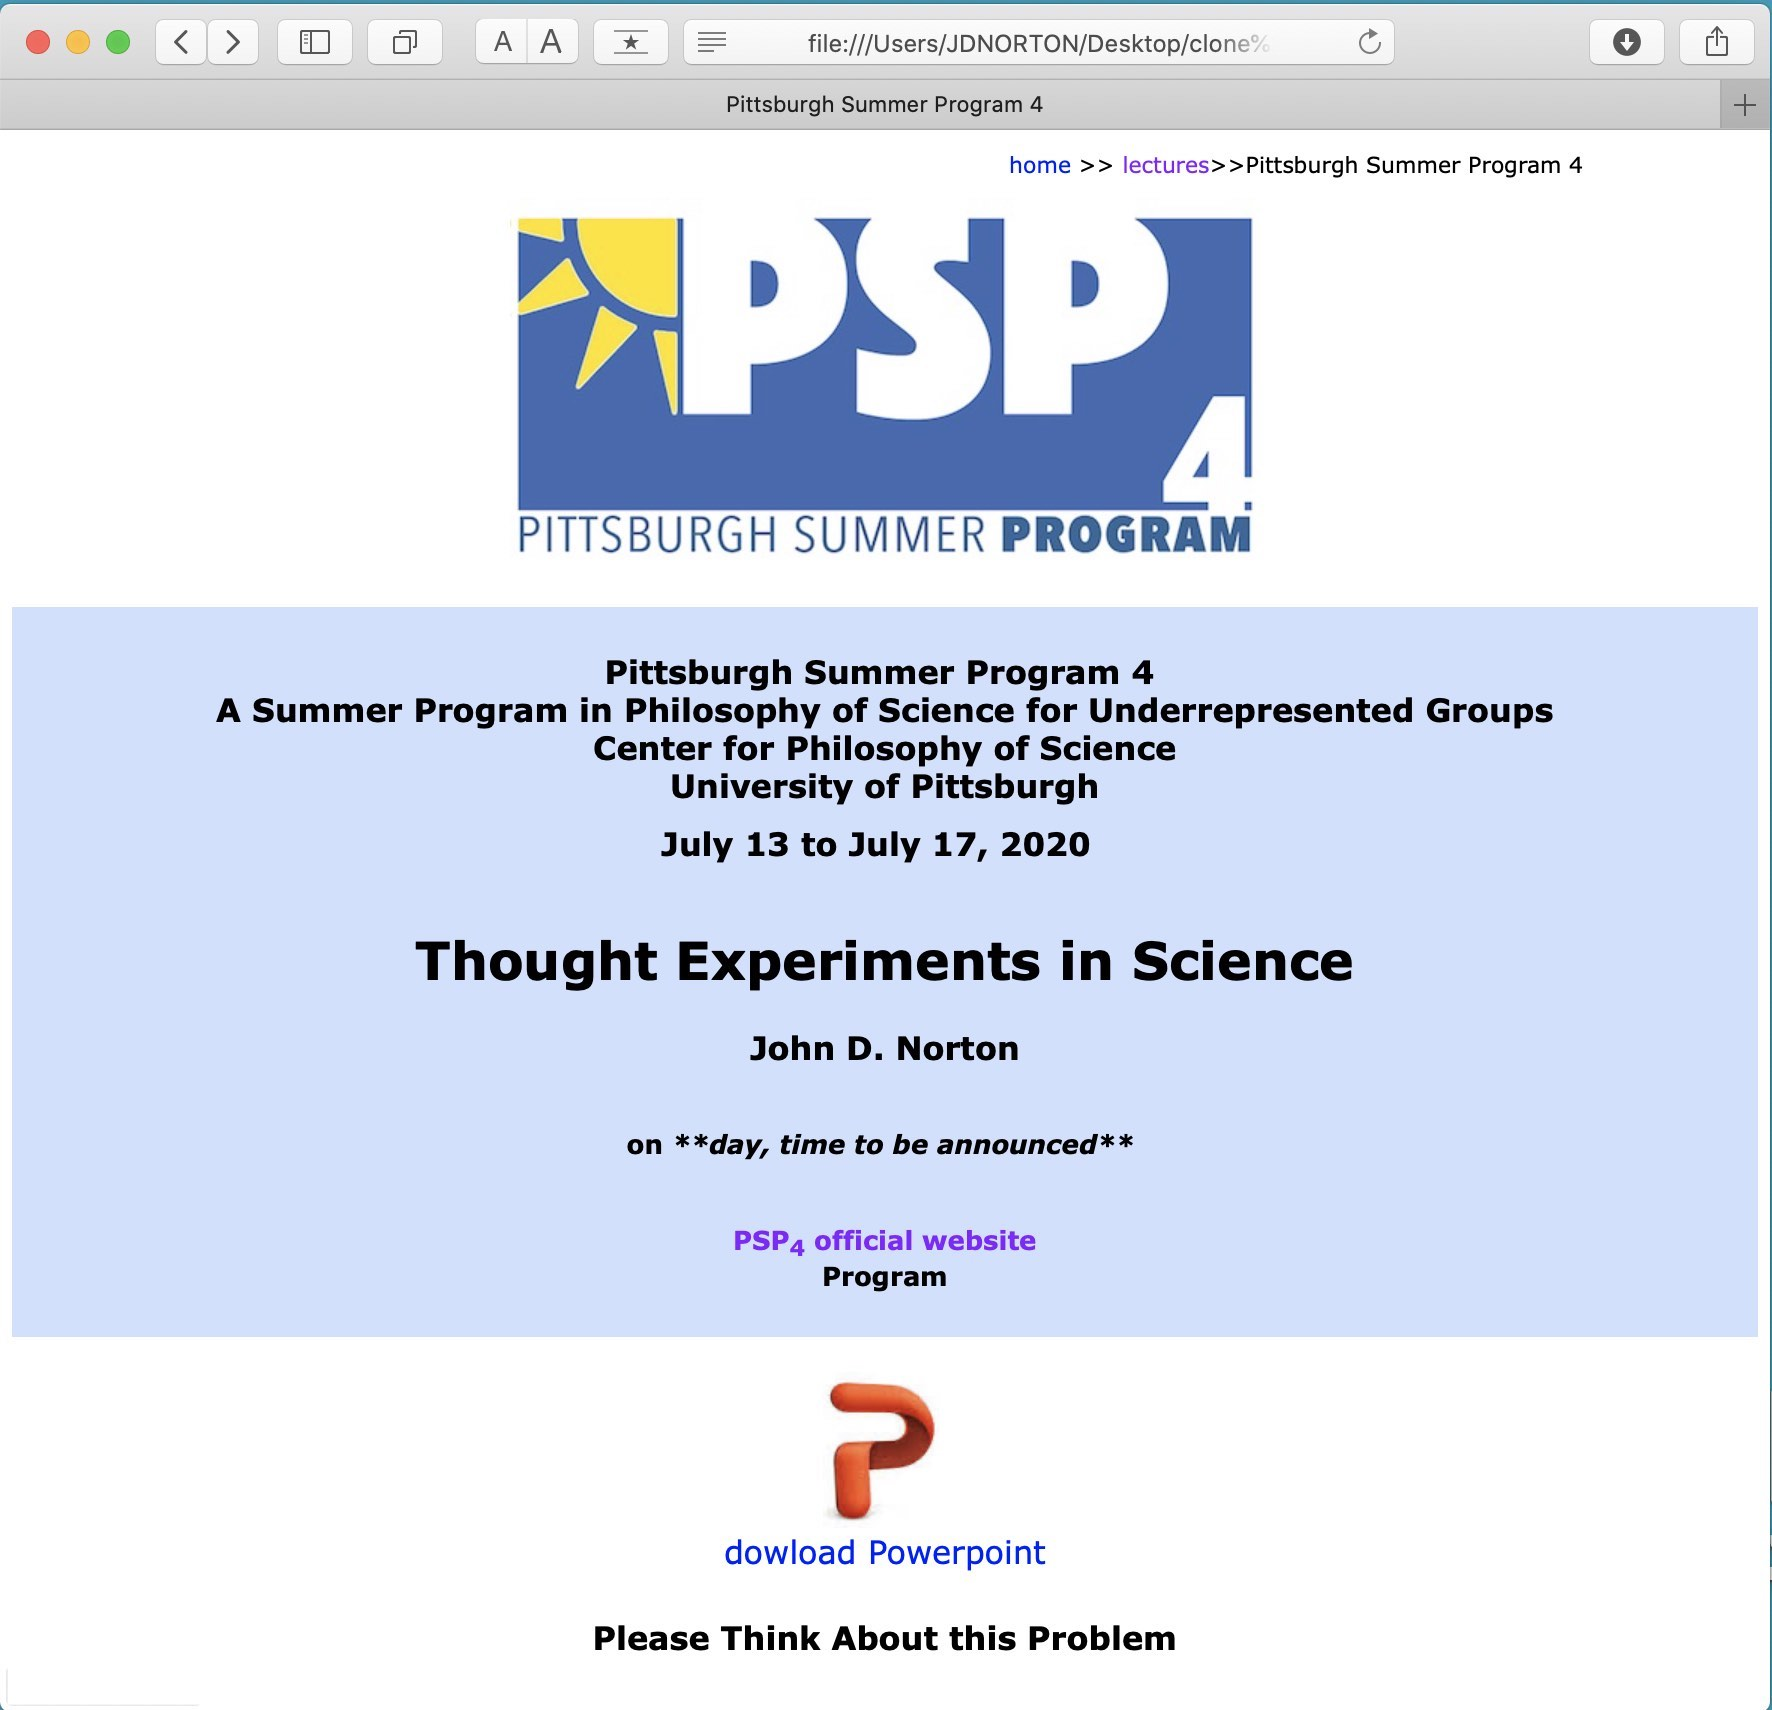 A A
file:///Users/JDNORTON/Desktop/clone%
Pittsburgh Summer Program 4
home >> lectures>>Pittsburgh Summer Program 4
PSP
4
PITTSBURGH SUMMER PROGRAM
Pittsburgh Summer Program 4
A Summer Program in Philosophy of Science for Underrepresented Groups
Center for Philosophy of Science
University of Pittsburgh
July 13 to July 17, 2020
Thought Experiments in Science
John D. Norton
on **day, time to be announced**
PSP4 official website
Program
P
dowload Powerpoint
Please Think About this Problem